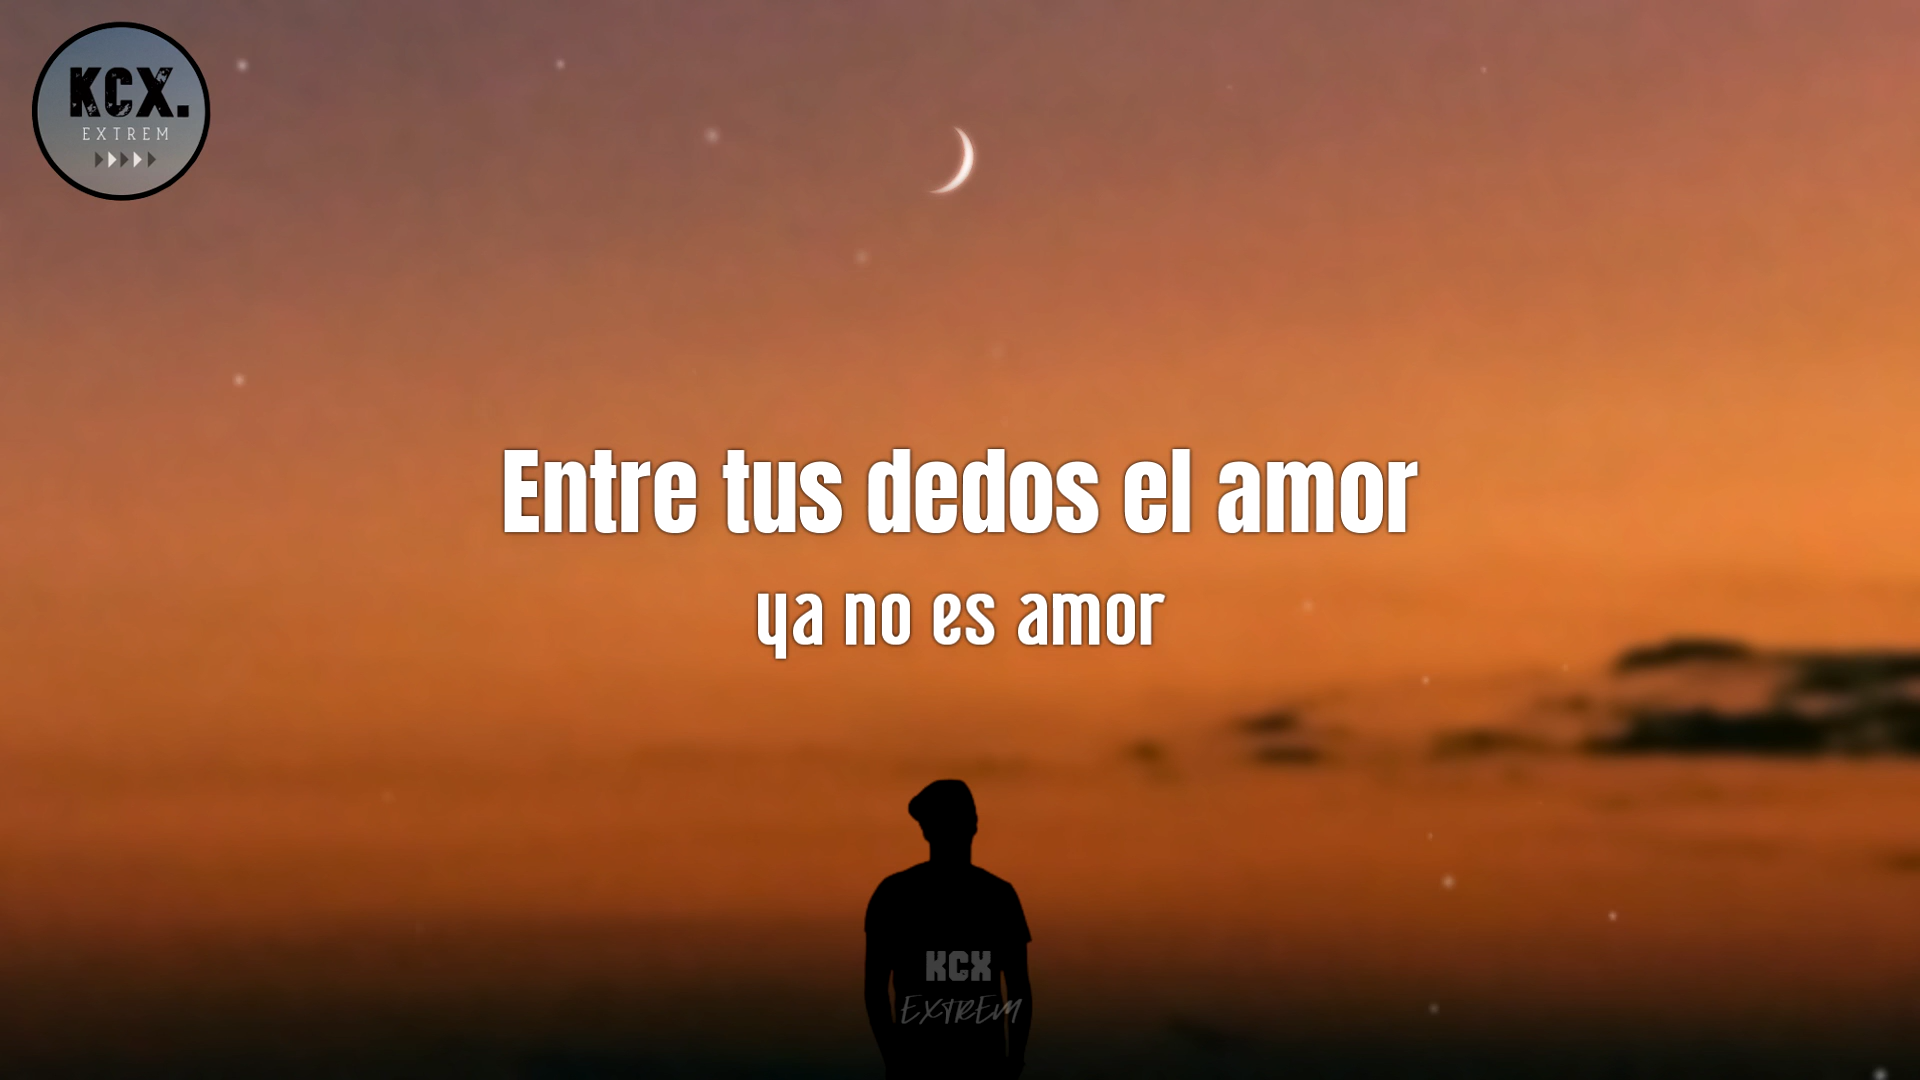 KCX.
EXTREM
Entre tus dedos el amor
ya no es amor
KCX
EXTREM